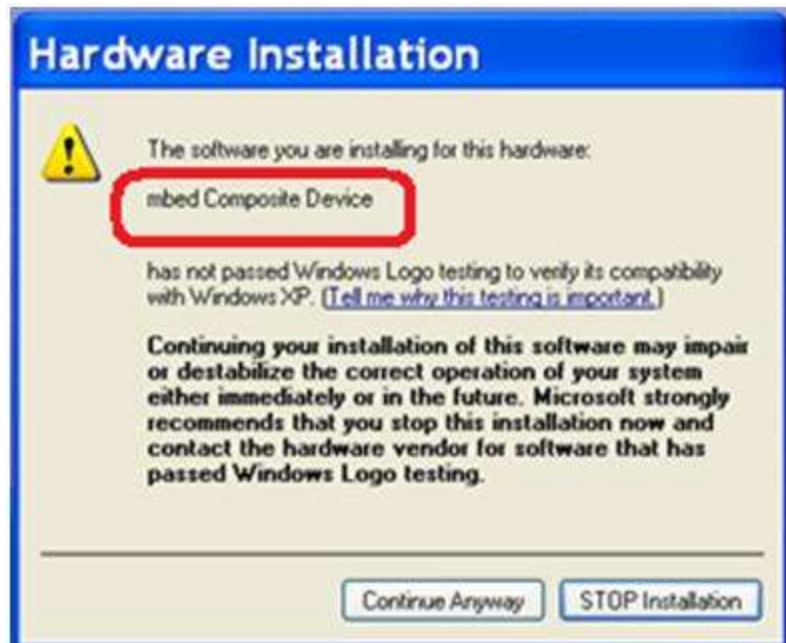 Hardware Installation
The software you are installing for this hardware:
mbed Composite Device
has not passed Windows Logo testing to verify its compatibility
with Windows XP. (Tell me why this testing is important.)
Continuing your installation of this software may impair
or destabilize the correct operation of your system
either immediately or in the future. Microsoft strongly
recommends that you stop this installation now and
contact the hardware vendor for software that has
passed Windows Logo testing.
Continue Anyway
STOP Installation